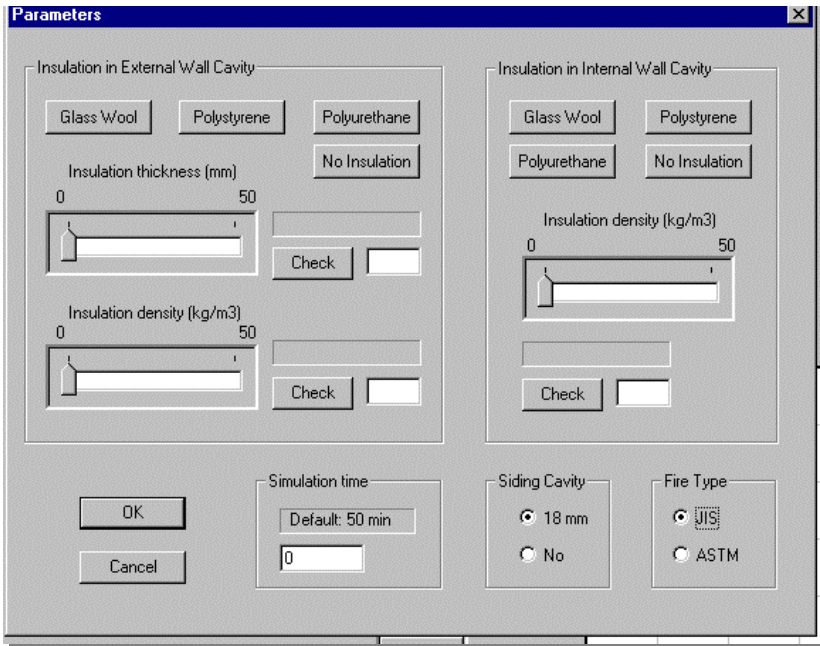 Parameters
Insulation in External Wall Cavity
Glass Wool
Polystyrene
Polyurethane
No Insulation
Insulation thickness (mm)
0 50
Check
Insulation density (kg/m3)
0 50
Check
Insulation in Internal Wall Cavity
Glass Wool
Polystyrene
Polyurethane
No Insulation
Insulation density (kg/m3)
0 50
Check
OK
Cancel
Simulation time
Default: 50 min
0
Siding Cavity
18 mm
No
Fire Type
JIS
ASTM